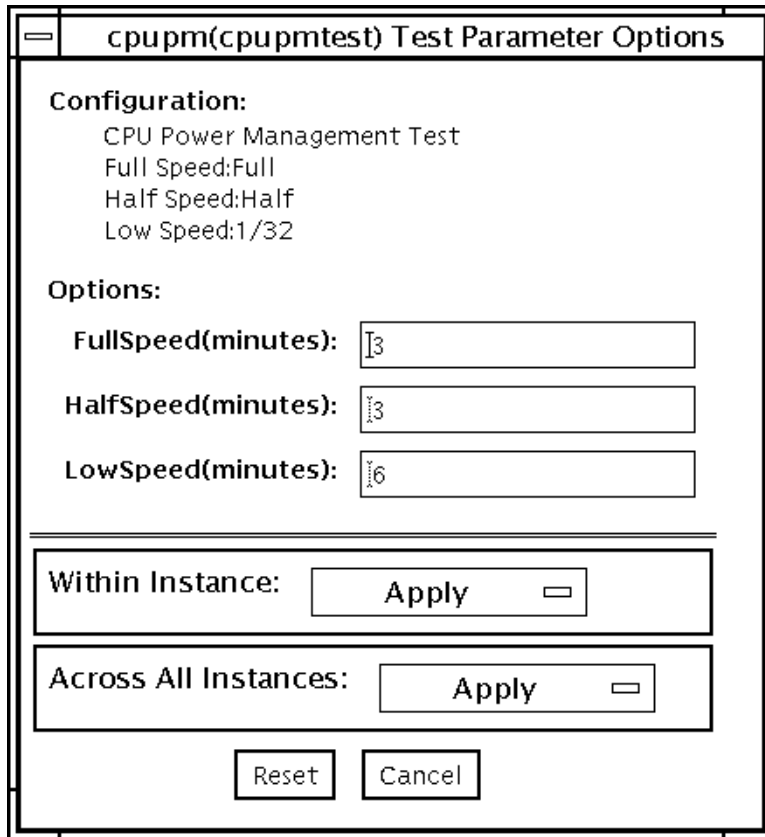 cpupm(cpupmtest) Test Parameter Options
Configuration:
CPU Power Management Test
Full Speed:Full
Half Speed:Half
Low Speed:1/32
Options:
FullSpeed(minutes): 3
HalfSpeed(minutes): 3
LowSpeed(minutes): 6
Within Instance: Apply
Across All Instances: Apply
Reset Cancel